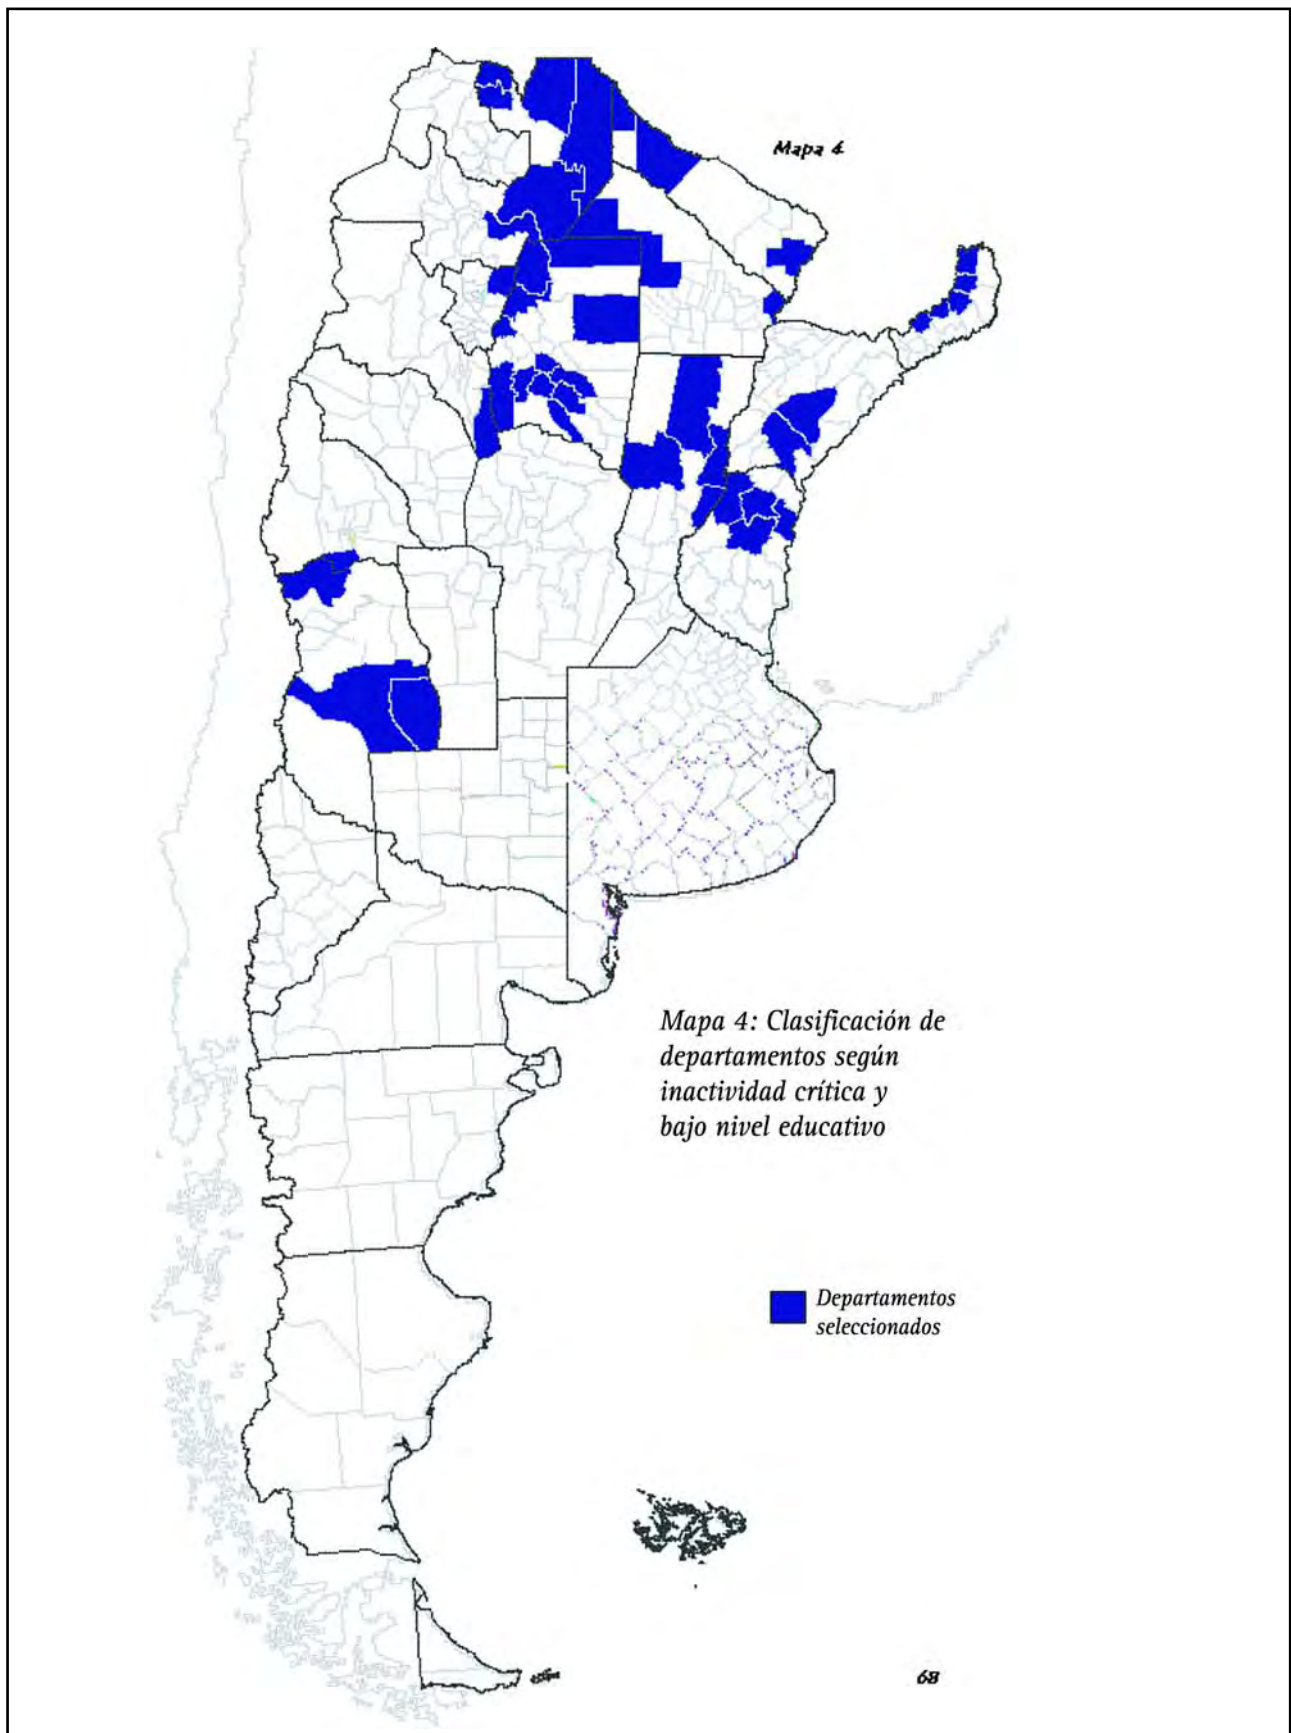 Mapa 4
Mapa 4: Clasificación de
departamentos según
inactividad crítica y
bajo nivel educativo
Departamentos
seleccionados
68